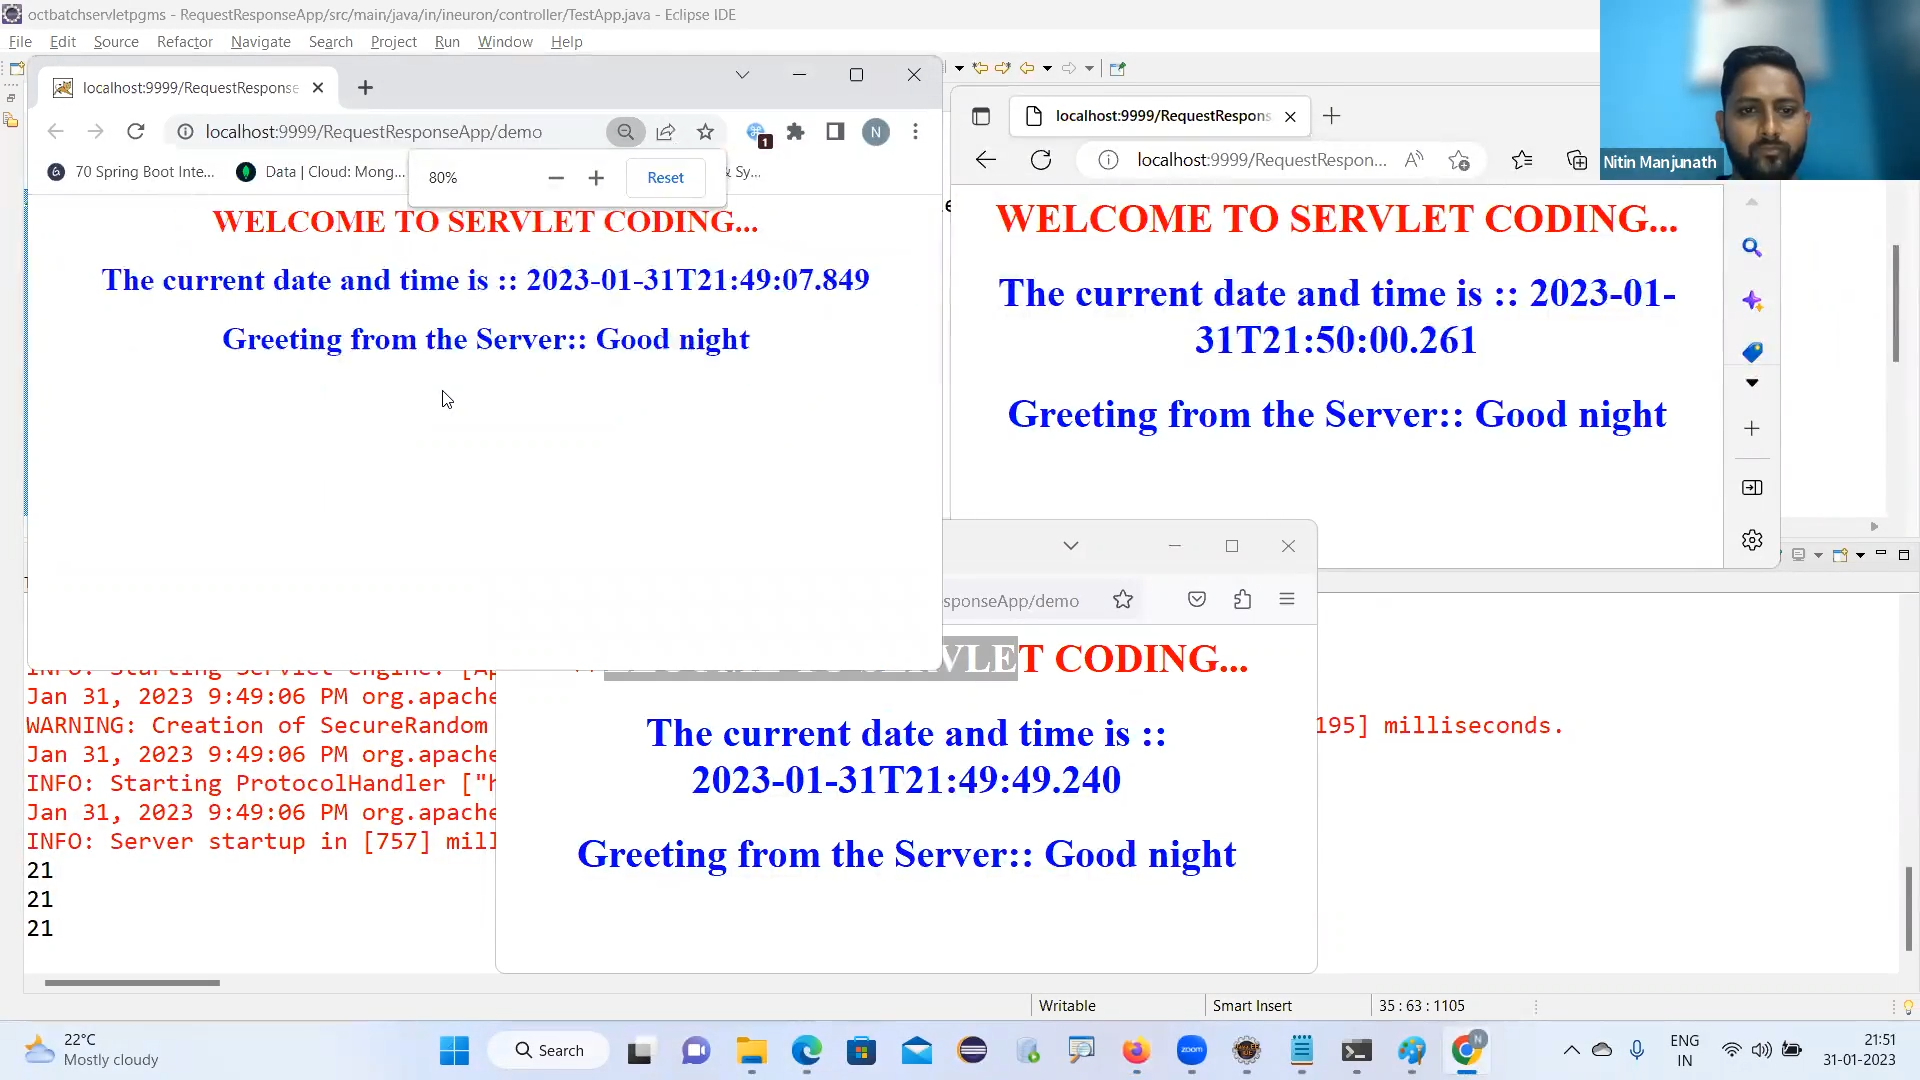 octbatchservletpgms - RequestResponseApp/src/main/java/in/ineuron/controller/TestApp.java - Eclipse IDE
File Edit Source Refactor Navigate Search Project Run Window Help
localhost:9999/RequestResponse
localhost:9999/RequestResponseApp/demo
1
N
70 Spring Boot Inte...
Data | Cloud: Mong...
& Sy...
80%
Reset
WELCOME TO SERVLET CODING...
The current date and time is :: 2023-01-31T21:49:07.849
Greeting from the Server:: Good night
localhost:9999/RequestRespons
localhost:9999/RequestRespon...
Nitin Manjunath
WELCOME TO SERVLET CODING...
The current date and time is :: 2023-01-
31T21:50:00.261
Greeting from the Server:: Good night
sponseApp/demo
SERVLET CODING...
The current date and time is ::
2023-01-31T21:49:49.240
Greeting from the Server:: Good night
INFO: Starting Servlet engine: [Ap
Jan 31, 2023 9:49:06 PM org.apache
WARNING: Creation of SecureRandom
195] milliseconds.
Jan 31, 2023 9:49:06 PM org.apache
INFO: Starting ProtocolHandler ["h
Jan 31, 2023 9:49:06 PM org.apache
INFO: Server startup in [757] mill
21
21
21
Writable
Smart Insert
35 : 63 : 1105
22°C
Mostly cloudy
Search
zoom
N
ENG
IN
21:51
31-01-2023